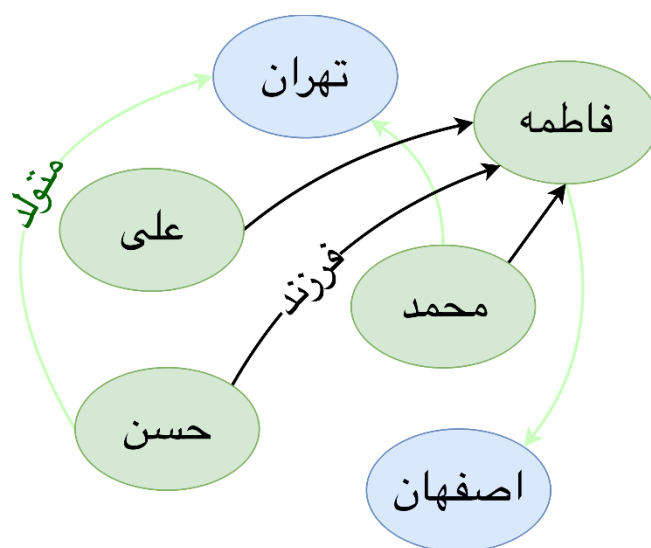 تهران
فاطمه
متولد
علی
فرزند
محمد
حسن
اصفهان